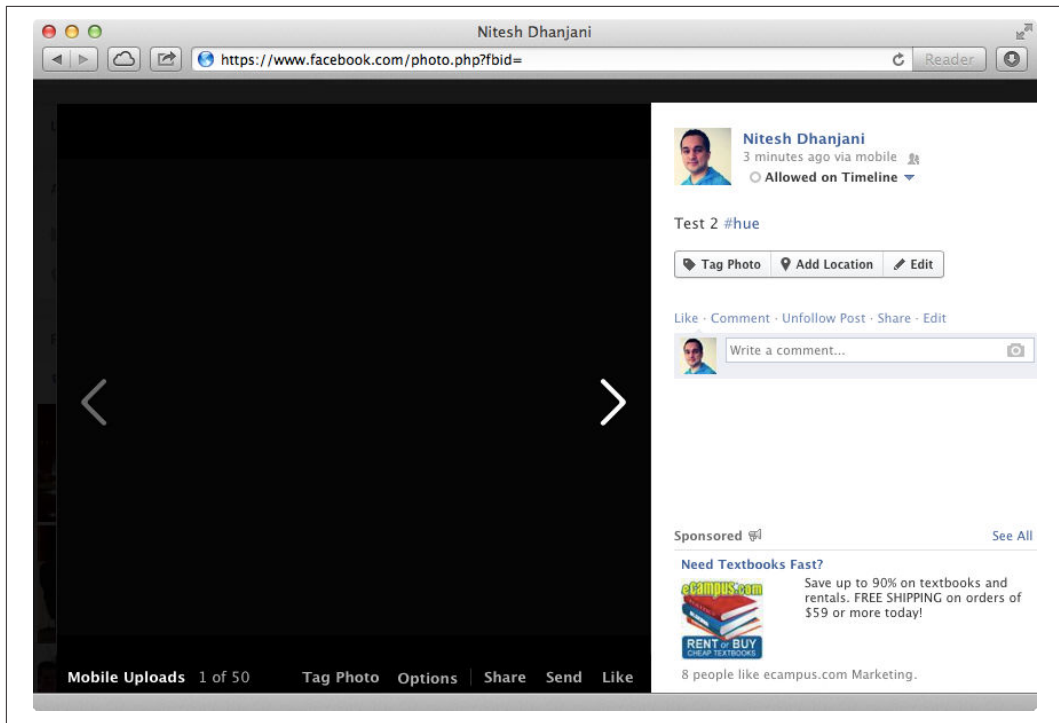 Nitesh Dhanjani
https://www.facebook.com/photo.php?fbid=
Reader
Nitesh Dhanjani
3 minutes ago via mobile
Allowed on Timeline
Test 2 #hue
Tag Photo Add Location Edit
Like · Comment · Unfollow Post · Share · Edit
Write a comment...
Sponsored See All
Need Textbooks Fast?
ecampus.com
RENT or BUY
CHEAP TEXTBOOKS
Save up to 90% on textbooks and
rentals. FREE SHIPPING on orders of
$59 or more today!
8 people like ecampus.com Marketing.
Mobile Uploads 1 of 50 Tag Photo Options Share Send Like